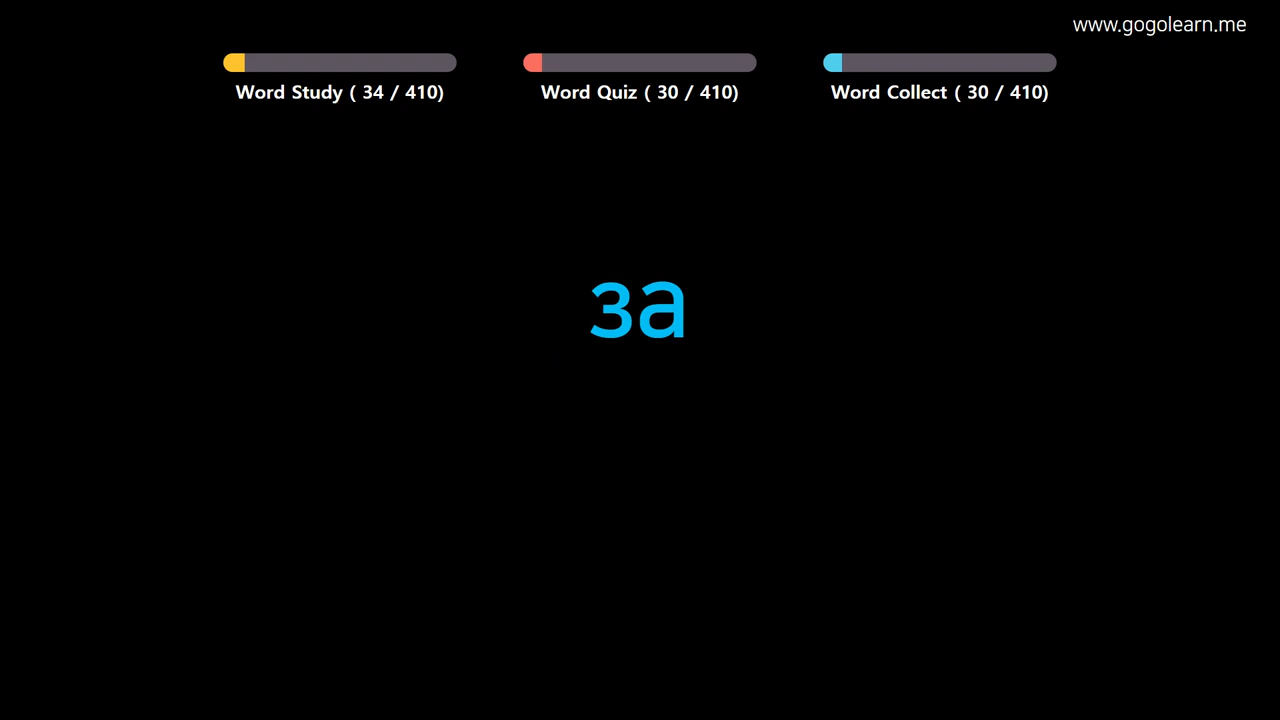 www.gogolearn.me
Word Study ( 34 / 410)
Word Quiz ( 30 / 410)
Word Collect ( 30 / 410)
за